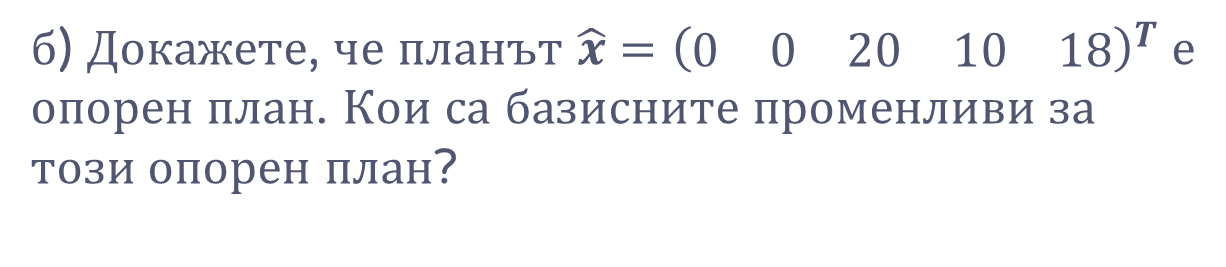 б) Докажете, че планът x̂ = (0 0 20 10 18)ᵀ е
опорен план. Кои са базисните променливи за
този опорен план?